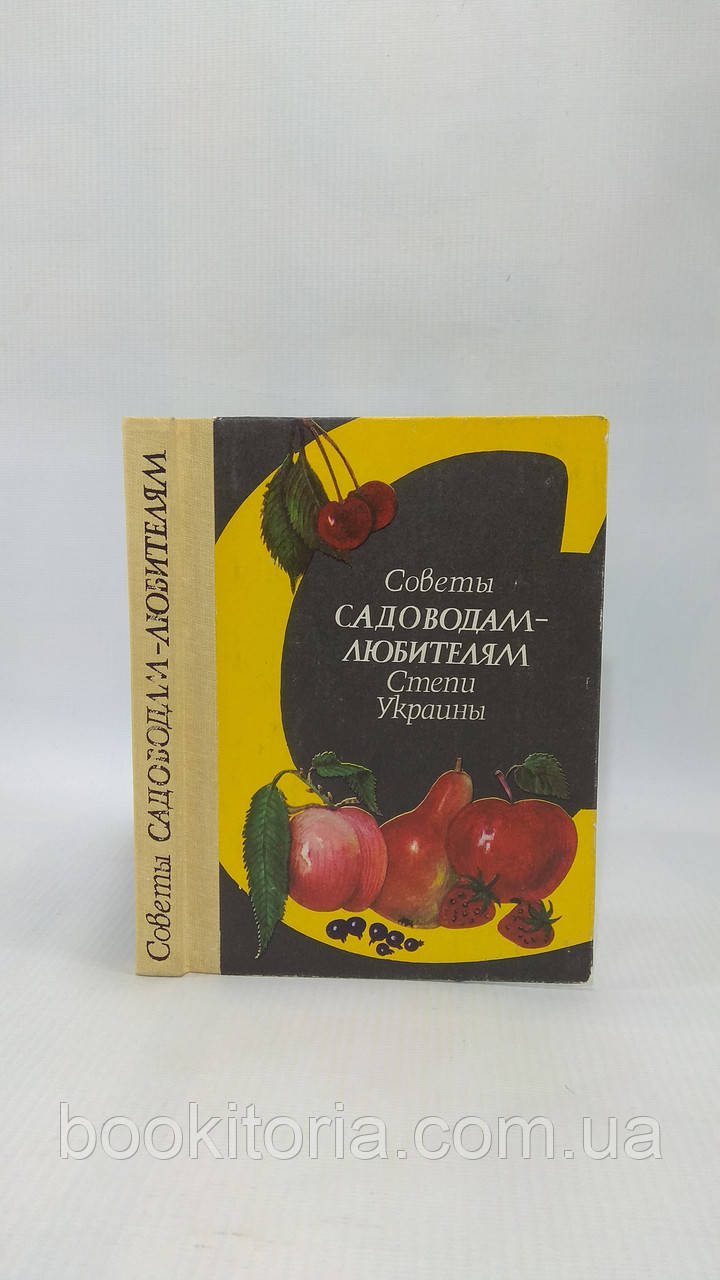 Советы САДОВОДАМ-ЛЮБИТЕЛЯМ
Советы
САДОВОДАМ-
ЛЮБИТЕЛЯМ
Степи
Украины
bookitoria.com.ua